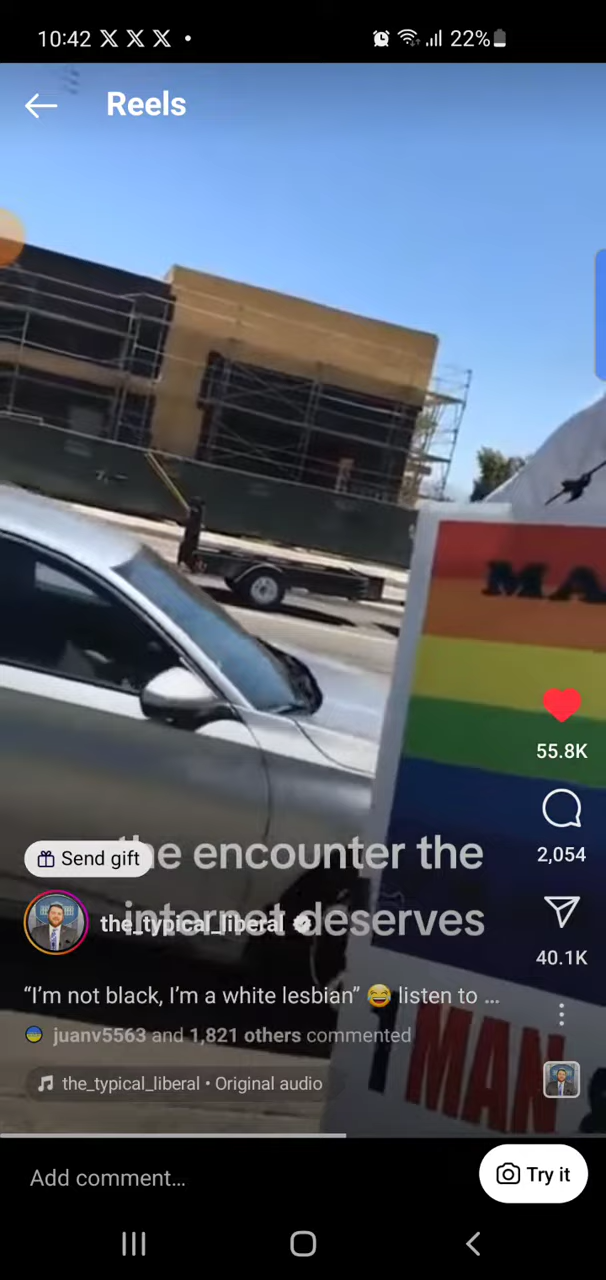 10:42 X X X •
22%
Reels
MA
55.8K
2,054
Send gift
the encounter the
internet deserves
the_typical_liberal
40.1K
“I’m not black, I’m a white lesbian” 😂 listen to ...
juanv5563 and 1,821 others commented
1 MAN
the_typical_liberal • Original audio
Add comment...
Try it